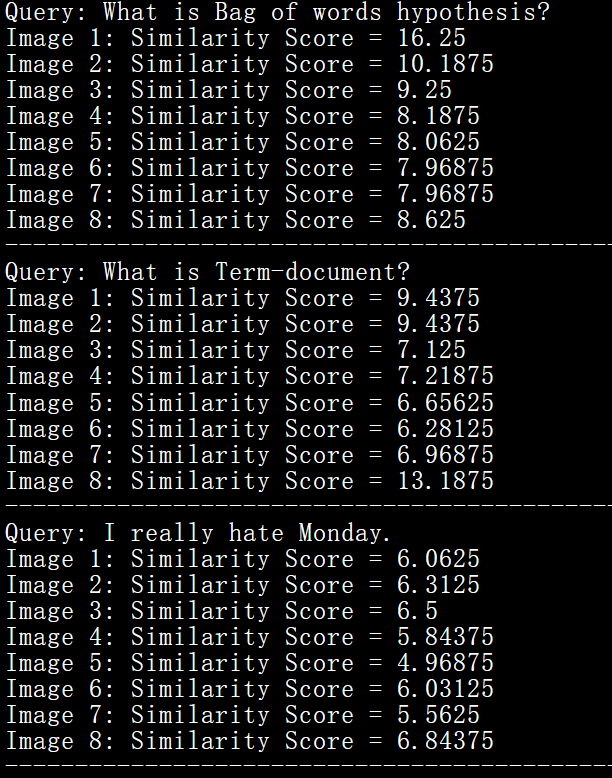 Query: What is Bag of words hypothesis?
Image 1: Similarity Score = 16.25
Image 2: Similarity Score = 10.1875
Image 3: Similarity Score = 9.25
Image 4: Similarity Score = 8.1875
Image 5: Similarity Score = 8.0625
Image 6: Similarity Score = 7.96875
Image 7: Similarity Score = 7.96875
Image 8: Similarity Score = 8.625
--------------------------------------------
Query: What is Term-document?
Image 1: Similarity Score = 9.4375
Image 2: Similarity Score = 9.4375
Image 3: Similarity Score = 7.125
Image 4: Similarity Score = 7.21875
Image 5: Similarity Score = 6.65625
Image 6: Similarity Score = 6.28125
Image 7: Similarity Score = 6.96875
Image 8: Similarity Score = 13.1875
--------------------------------------------
Query: I really hate Monday.
Image 1: Similarity Score = 6.0625
Image 2: Similarity Score = 6.3125
Image 3: Similarity Score = 6.5
Image 4: Similarity Score = 5.84375
Image 5: Similarity Score = 4.96875
Image 6: Similarity Score = 6.03125
Image 7: Similarity Score = 5.5625
Image 8: Similarity Score = 6.84375
--------------------------------------------